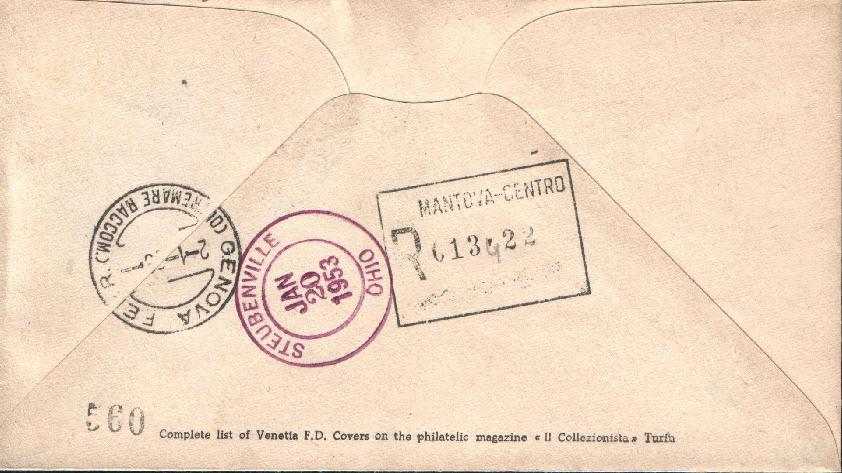 MANTOVA-CENTRO
R
GENOVA FE
STEUBENVILLE OHIO
JAN
20
1953
560
Complete list of Venetia F.D. Covers on the philatelic magazine « Il Collezionista » Turin